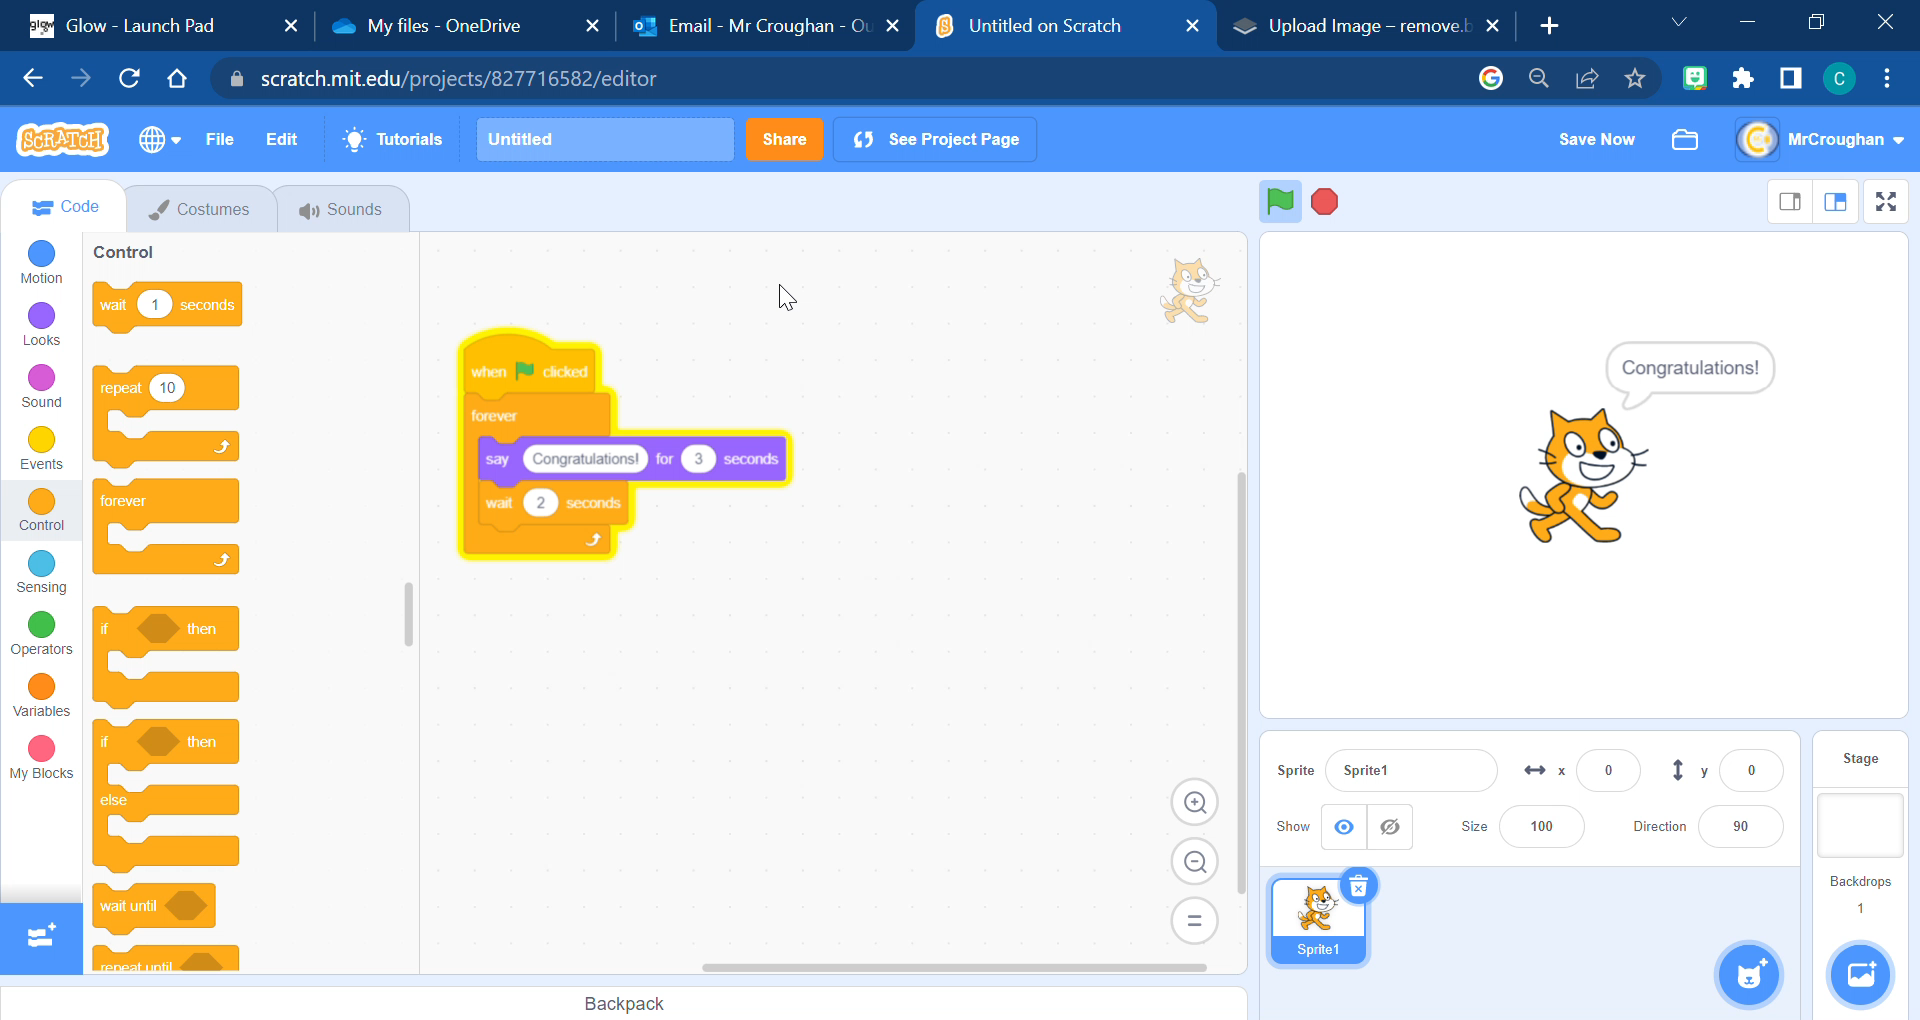 glow Glow - Launch Pad
My files - OneDrive
Email - Mr Croughan - Ou
Untitled on Scratch
Upload Image – remove.b
scratch.mit.edu/projects/827716582/editor
G
C
SCRATCH
File
Edit
Tutorials
Untitled
Share
See Project Page
Save Now
MrCroughan
Code
Costumes
Sounds
Motion
Looks
Sound
Events
Control
Sensing
Operators
Variables
My Blocks
Control
wait 1 seconds
repeat 10
forever
if then
if then
else
wait until
repeat until
when clicked
forever
say Congratulations! for 3 seconds
wait 2 seconds
Backpack
Congratulations!
Sprite Sprite1 x 0 y 0
Show Size 100 Direction 90
Sprite1
Stage
Backdrops
1